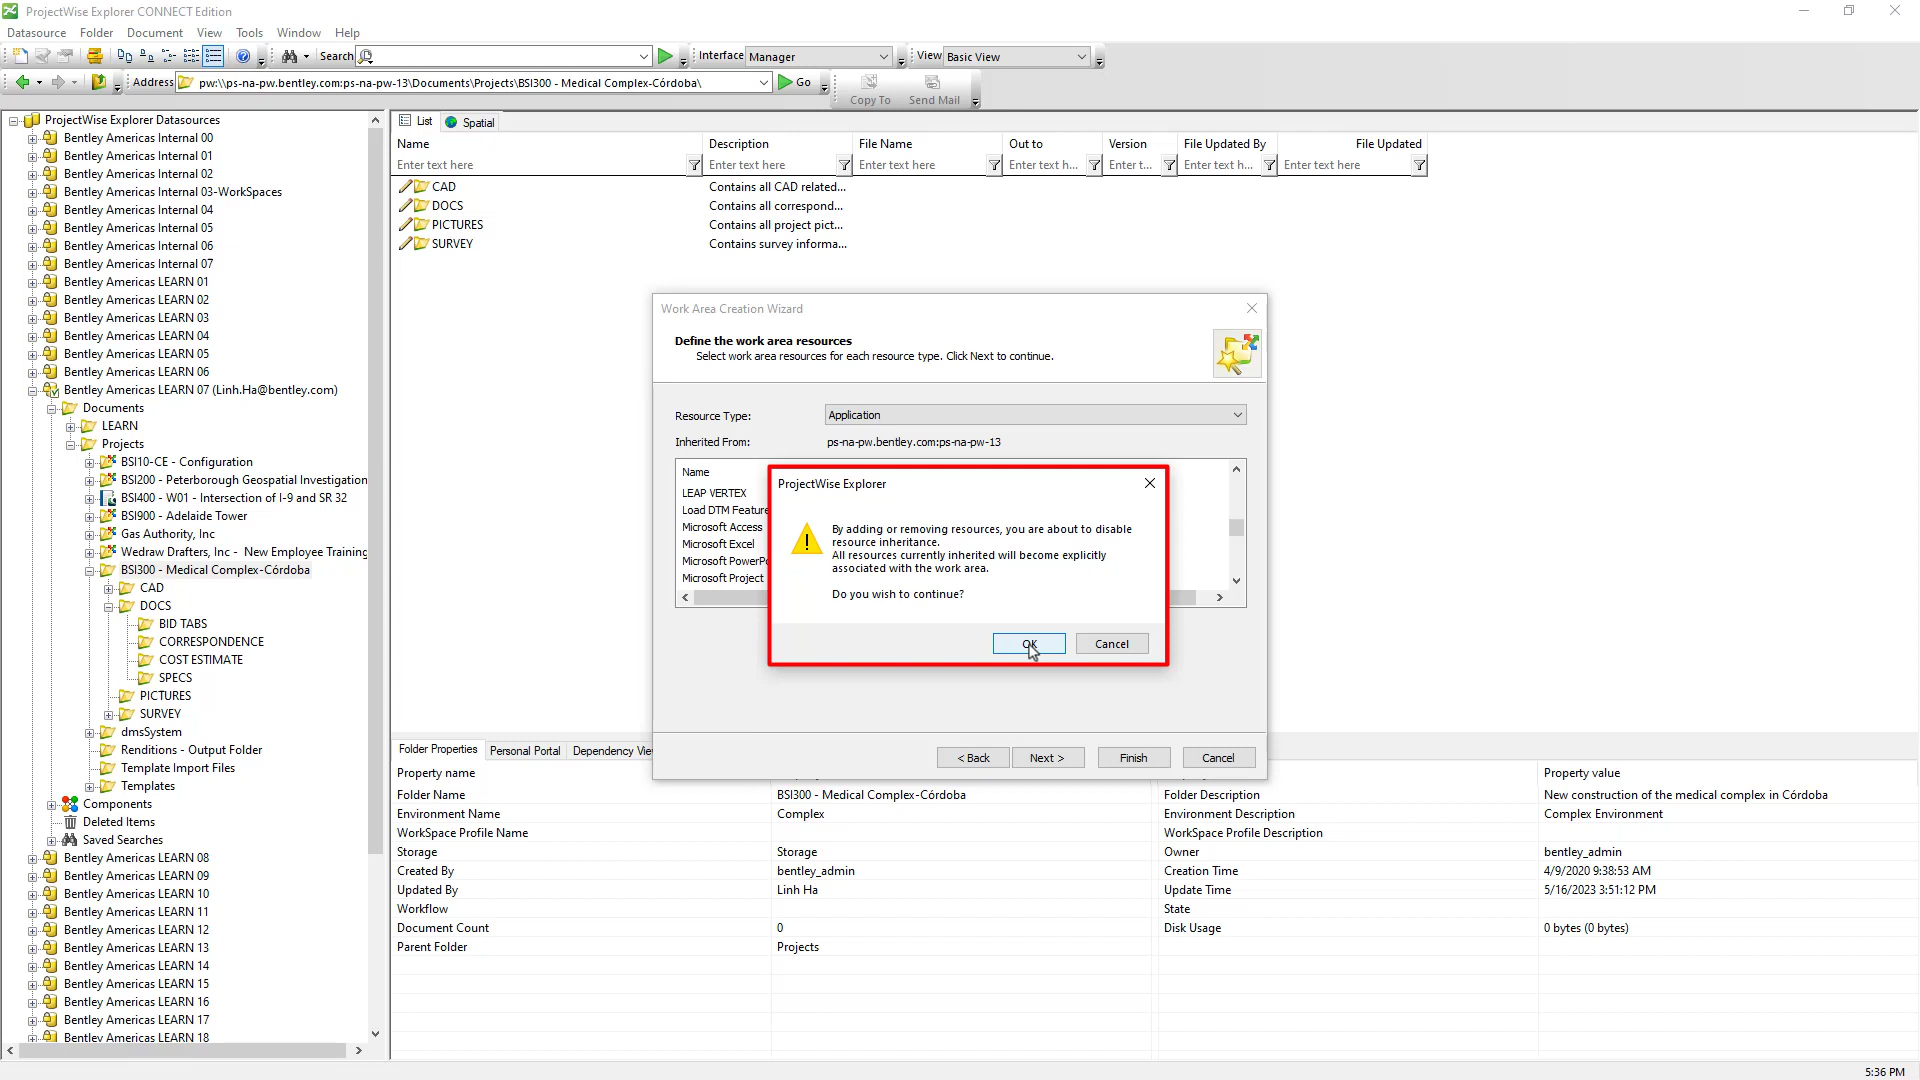 ProjectWise Explorer CONNECT Edition
Datasource Folder Document View Tools Window Help
Search Interface Manager View Basic View
Address pw:\\ps-na-pw.bentley.com:ps-na-pw-13\Documents\Projects\BSI300 - Medical Complex-Córdoba\ Go Copy To Send Mail
ProjectWise Explorer Datasources
Bentley Americas Internal 00
Bentley Americas Internal 01
Bentley Americas Internal 02
Bentley Americas Internal 03-WorkSpaces
Bentley Americas Internal 04
Bentley Americas Internal 05
Bentley Americas Internal 06
Bentley Americas Internal 07
Bentley Americas LEARN 01
Bentley Americas LEARN 02
Bentley Americas LEARN 03
Bentley Americas LEARN 04
Bentley Americas LEARN 05
Bentley Americas LEARN 06
Bentley Americas LEARN 07 (Linh.Ha@bentley.com)
Documents
LEARN
Projects
BSI10-CE - Configuration
BSI200 - Peterborough Geospatial Investigation
BSI400 - W01 - Intersection of I-9 and SR 32
BSI900 - Adelaide Tower
Gas Authority, Inc
Wedraw Drafters, Inc - New Employee Training
BSI300 - Medical Complex-Córdoba
CAD
DOCS
BID TABS
CORRESPONDENCE
COST ESTIMATE
SPECS
PICTURES
SURVEY
dmsSystem
Renditions - Output Folder
Template Import Files
Templates
Components
Deleted Items
Saved Searches
Bentley Americas LEARN 08
Bentley Americas LEARN 09
Bentley Americas LEARN 10
Bentley Americas LEARN 11
Bentley Americas LEARN 12
Bentley Americas LEARN 13
Bentley Americas LEARN 14
Bentley Americas LEARN 15
Bentley Americas LEARN 16
Bentley Americas LEARN 17
Bentley Americas LEARN 18
List Spatial
Name Description File Name Out to Version File Updated By File Updated
Enter text here Enter text here Enter text here Enter text h... Enter t... Enter text h... Enter text here
CAD Contains all CAD related...
DOCS Contains all correspond...
PICTURES Contains all project pict...
SURVEY Contains survey informa...
Work Area Creation Wizard
Define the work area resources
Select work area resources for each resource type. Click Next to continue.
Resource Type: Application
Inherited From: ps-na-pw.bentley.com:ps-na-pw-13
Name
LEAP VERTEX
Load DTM Feature
Microsoft Access
Microsoft Excel
Microsoft PowerPo
Microsoft Project
ProjectWise Explorer
By adding or removing resources, you are about to disable
resource inheritance.
All resources currently inherited will become explicitly
associated with the work area.
Do you wish to continue?
OK Cancel
< Back Next > Finish Cancel
Folder Properties Personal Portal Dependency Vie
Property name Property value
Folder Name BSI300 - Medical Complex-Córdoba Folder Description New construction of the medical complex in Córdoba
Environment Name Complex Environment Description Complex Environment
WorkSpace Profile Name WorkSpace Profile Description
Storage Storage Owner bentley_admin
Created By bentley_admin Creation Time 4/9/2020 9:38:53 AM
Updated By Linh Ha Update Time 5/16/2023 3:51:12 PM
Workflow State
Document Count 0 Disk Usage 0 bytes (0 bytes)
Parent Folder Projects
5:36 PM